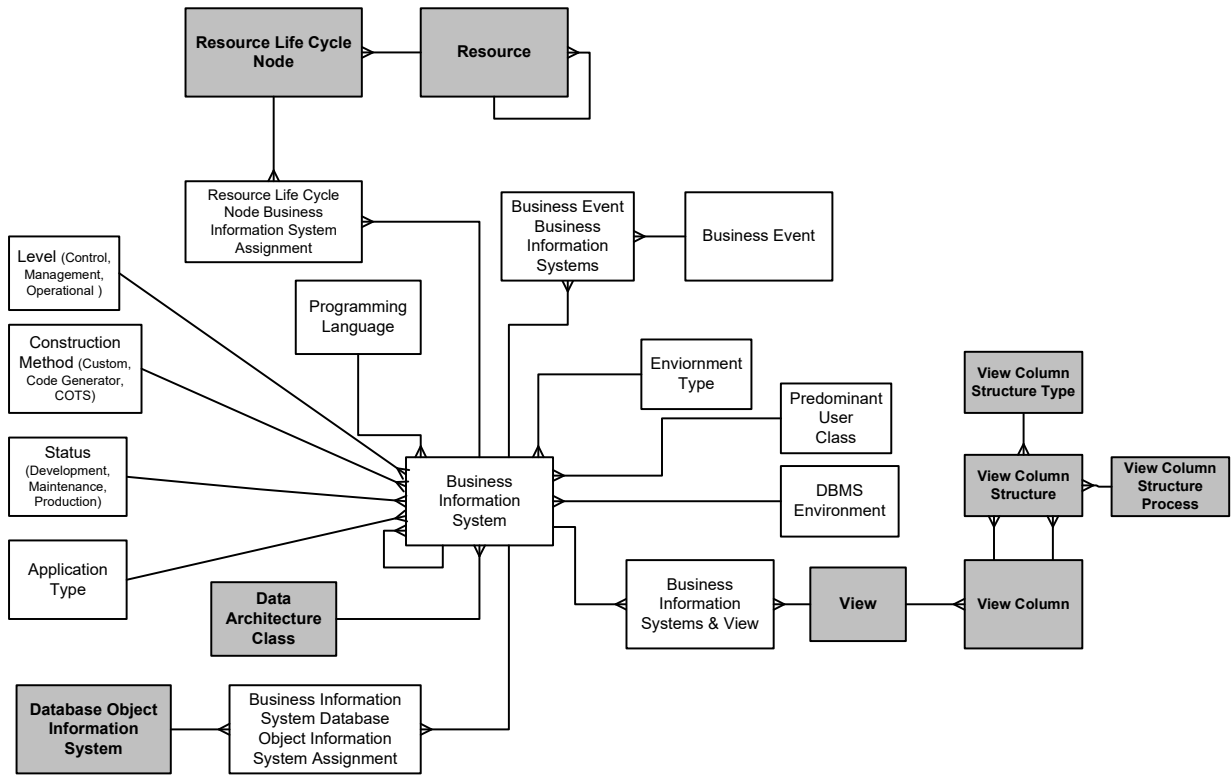 Resource Life Cycle
Node
Resource
Resource Life Cycle
Node Business
Information System
Assignment
Business Event
Business
Information
Systems
Business Event
Level (Control,
Management,
Operational )
Programming
Language
Construction
Method (Custom,
Code Generator,
COTS)
Enviornment
Type
View Column
Structure Type
Predominant
User
Class
Status
(Development,
Maintenance,
Production)
Business
Information
System
DBMS
Environment
View Column
Structure
View Column
Structure
Process
Application
Type
Data
Architecture
Class
Business
Information
Systems & View
View
View Column
Database Object
Information
System
Business Information
System Database
Object Information
System Assignment